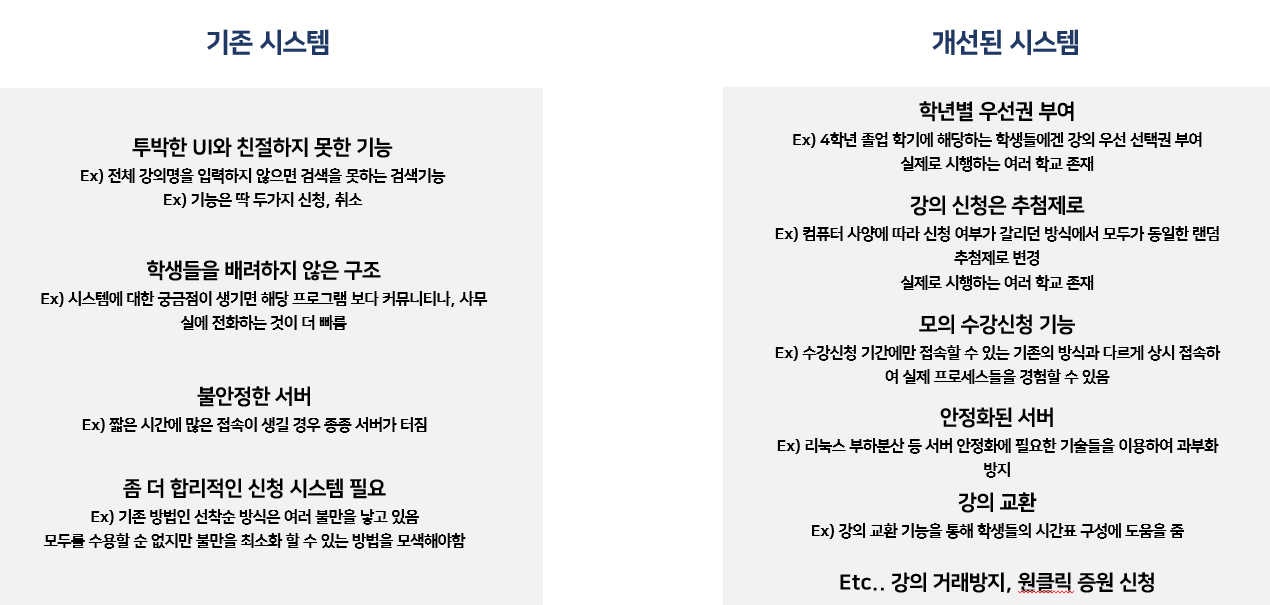 기존 시스템
투박한 UI와 친절하지 못한 기능
Ex) 전체 강의명을 입력하지 않으면 검색을 못하는 검색기능
Ex) 기능은 딱 두가지 신청, 취소
학생들을 배려하지 않은 구조
Ex) 시스템에 대한 궁금점이 생기면 해당 프로그램 보다 커뮤니티나, 사무
실에 전화하는 것이 더 빠름
불안정한 서버
Ex) 짧은 시간에 많은 접속이 생길 경우 종종 서버가 터짐
좀 더 합리적인 신청 시스템 필요
Ex) 기존 방법인 선착순 방식은 여러 불만을 낳고 있음
모두를 수용할 순 없지만 불만을 최소화 할 수 있는 방법을 모색해야함
개선된 시스템
학년별 우선권 부여
Ex) 4학년 졸업 학기에 해당하는 학생들에겐 강의 우선 선택권 부여
실제로 시행하는 여러 학교 존재
강의 신청은 추첨제로
Ex) 컴퓨터 사양에 따라 신청 여부가 갈리던 방식에서 모두가 동일한 랜덤
추첨제로 변경
실제로 시행하는 여러 학교 존재
모의 수강신청 기능
Ex) 수강신청 기간에만 접속할 수 있는 기존의 방식과 다르게 상시 접속하
여 실제 프로세스들을 경험할 수 있음
안정화된 서버
Ex) 리눅스 부하분산 등 서버 안정화에 필요한 기술들을 이용하여 과부화
방지
강의 교환
Ex) 강의 교환 기능을 통해 학생들의 시간표 구성에 도움을 줌
Etc.. 강의 거래방지, 원클릭 증원 신청